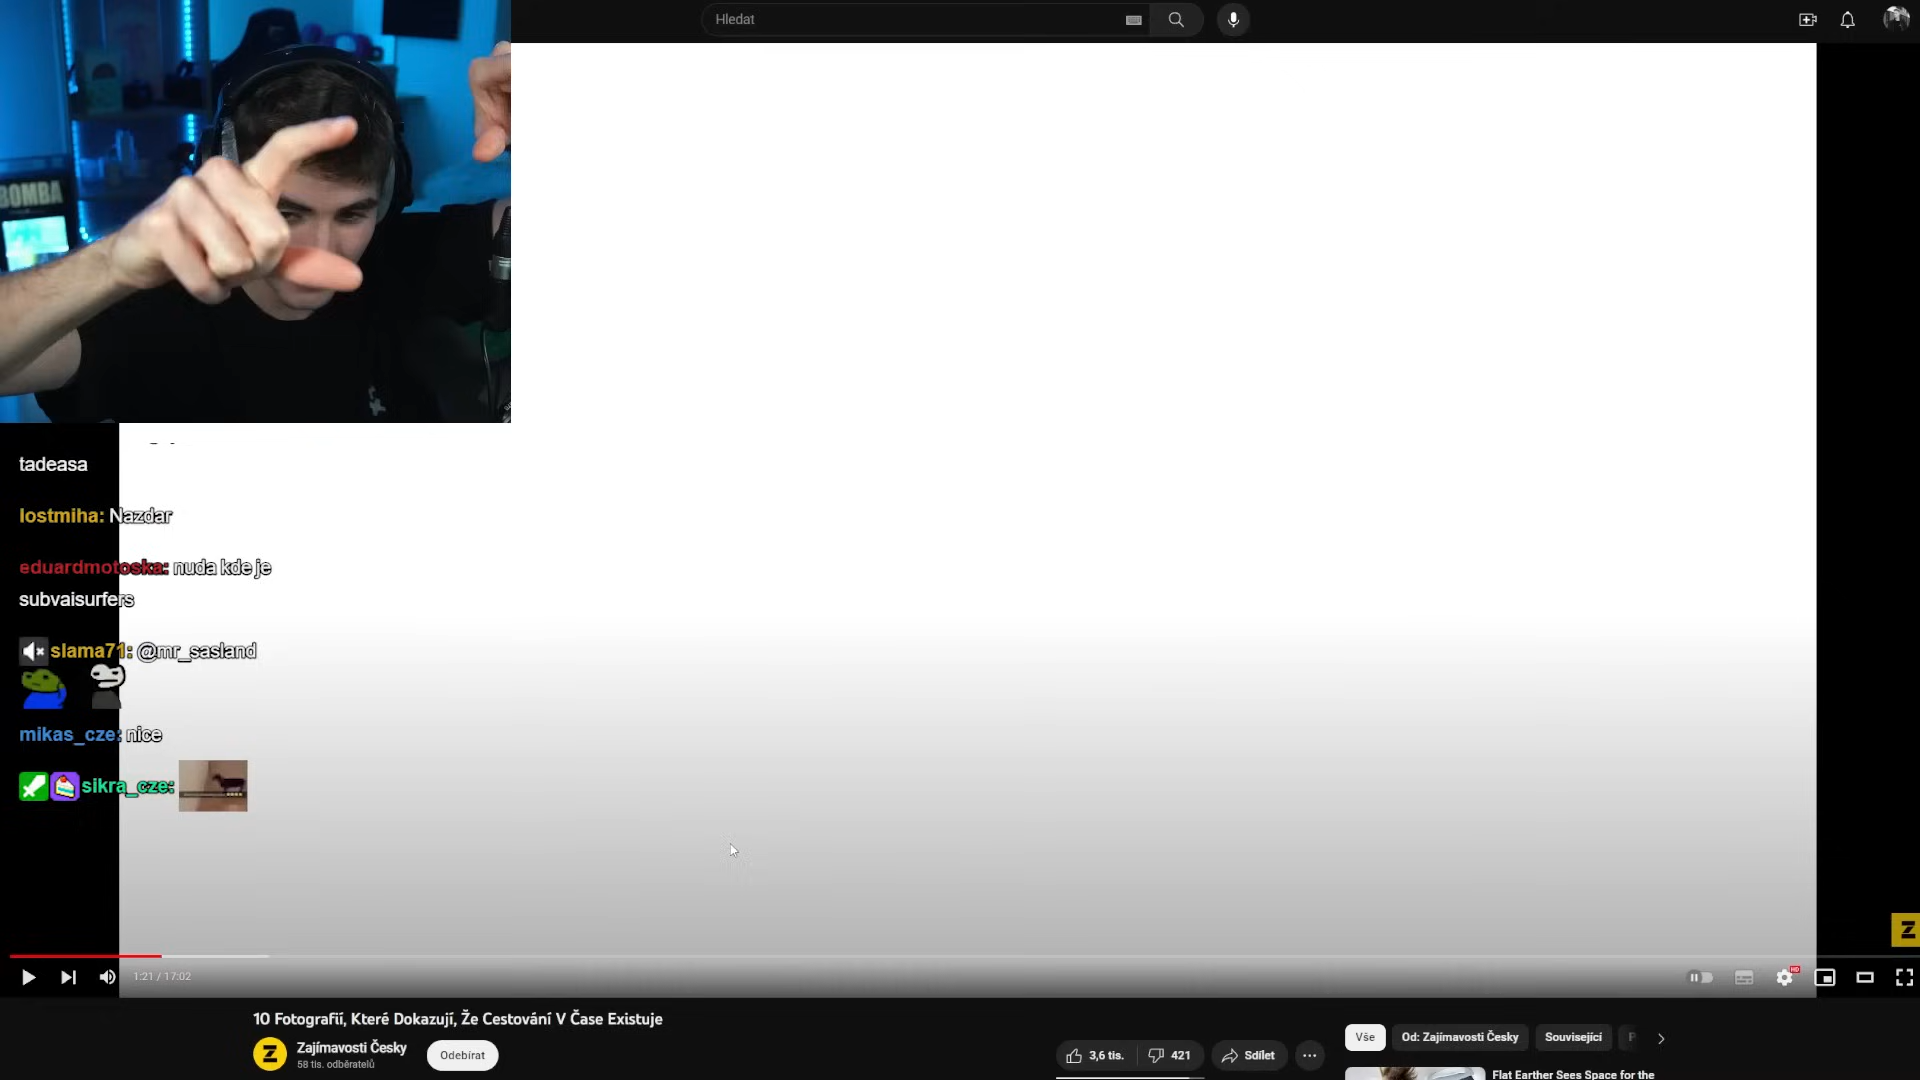 Hledat
BOMBA
tadeasa
lostmiha: Nazdar
eduardmotoska: nuda kde je
subvaisurfers
slama71: @mr_sasland
mikas_cze: nice
sikra_cze:
Z
1:21 / 17:02
HD
10 Fotografií, Které Dokazují, Že Cestování V Čase Existuje
Z
Zajímavosti Česky
58 tis. odběratelů
Odebírat
3,6 tis.
421
Sdílet
Vše
Od: Zajímavosti Česky
Související
Flat Earther Sees Space for the